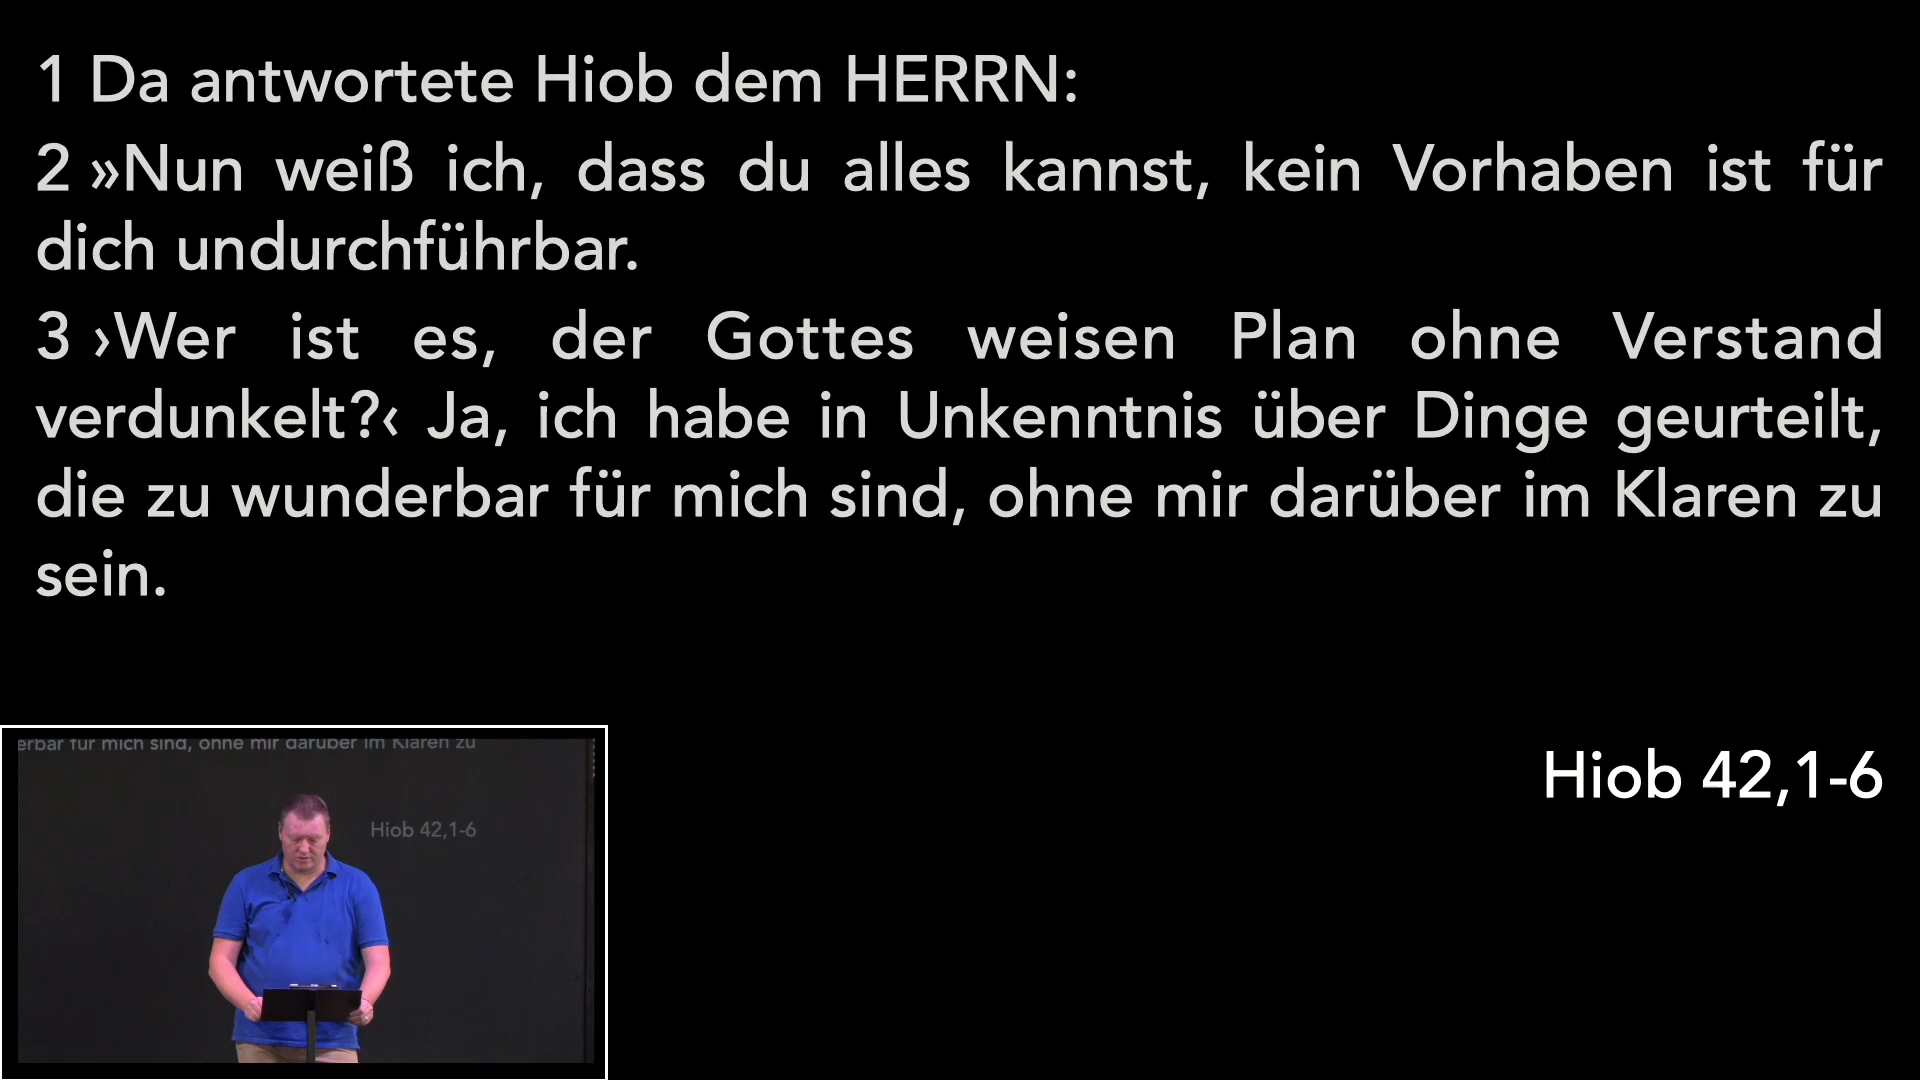 1 Da antwortete Hiob dem HERRN:
2 »Nun weiß ich, dass du alles kannst, kein Vorhaben ist für
dich undurchführbar.
3 ›Wer ist es, der Gottes weisen Plan ohne Verstand
verdunkelt?‹ Ja, ich habe in Unkenntnis über Dinge geurteilt,
die zu wunderbar für mich sind, ohne mir darüber im Klaren zu
sein.
Hiob 42,1-6
erbar für mich sind, ohne mir darüber im Klaren zu
Hiob 42,1-6